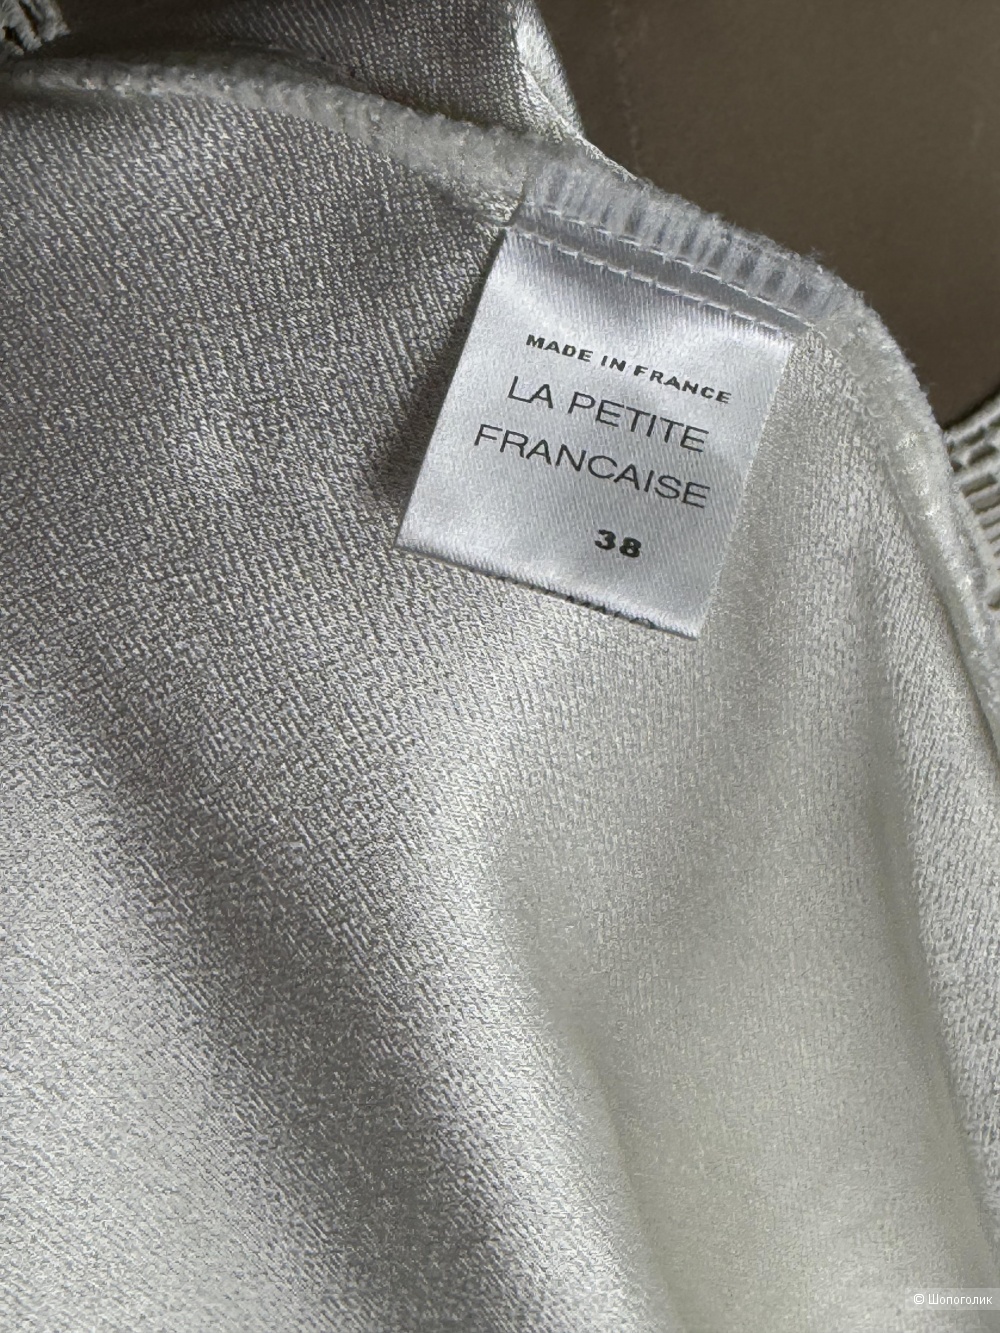 MADE IN FRANCE
LA PETITE
FRANCAISE
38
© Шопоголик